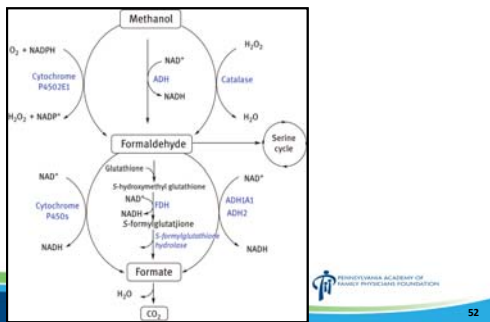 Methanol
O2 + NADPH
H2O2
NAD+
Cytochrome
P4502E1
ADH
Catalase
NADH
H2O2 + NADP+
H2O
Formaldehyde
Serine
cycle
Glutathione
NAD+
S-hydroxymethyl glutathione
NAD+
NAD+
FDH
NADH
Cytochrome
P450s
ADH1A1
ADH2
S-formylglutatjione
S-formylglutathione
hydrolase
NADH
NADH
Formate
H2O
CO2
PENNSYLVANIA ACADEMY OF
FAMILY PHYSICIANS FOUNDATION
52